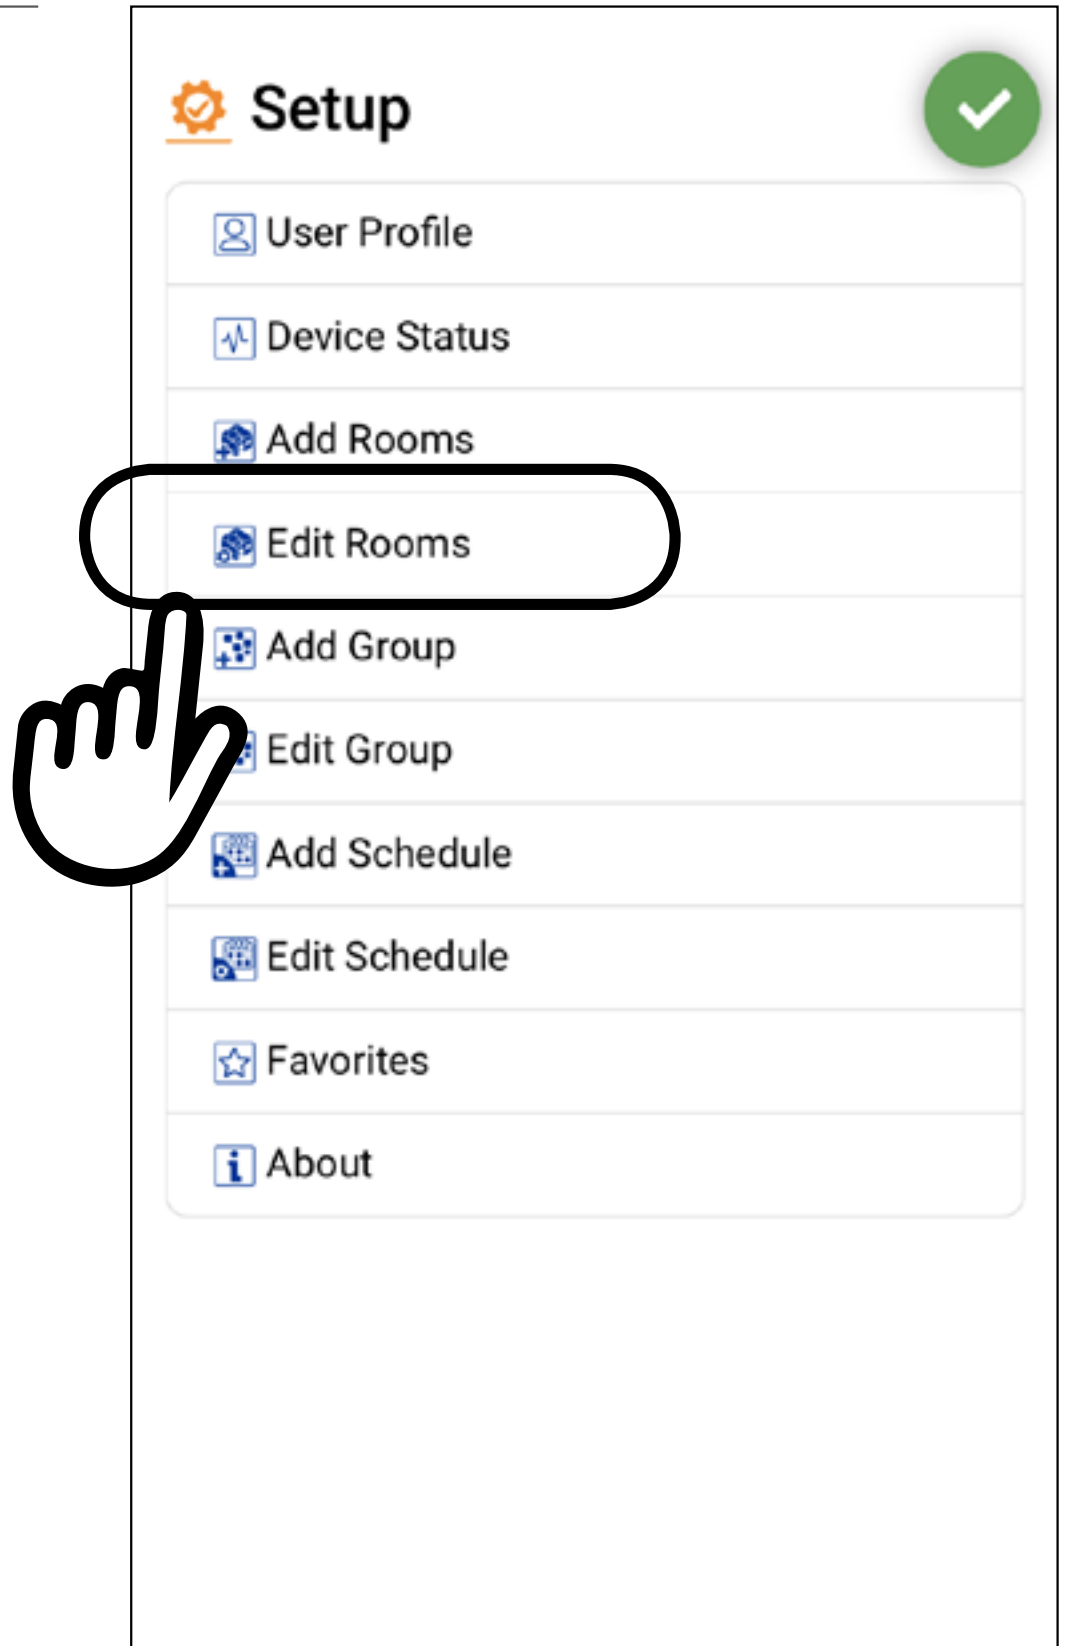 Setup
User Profile
Device Status
Add Rooms
Edit Rooms
Add Group
Edit Group
Add Schedule
Edit Schedule
Favorites
About